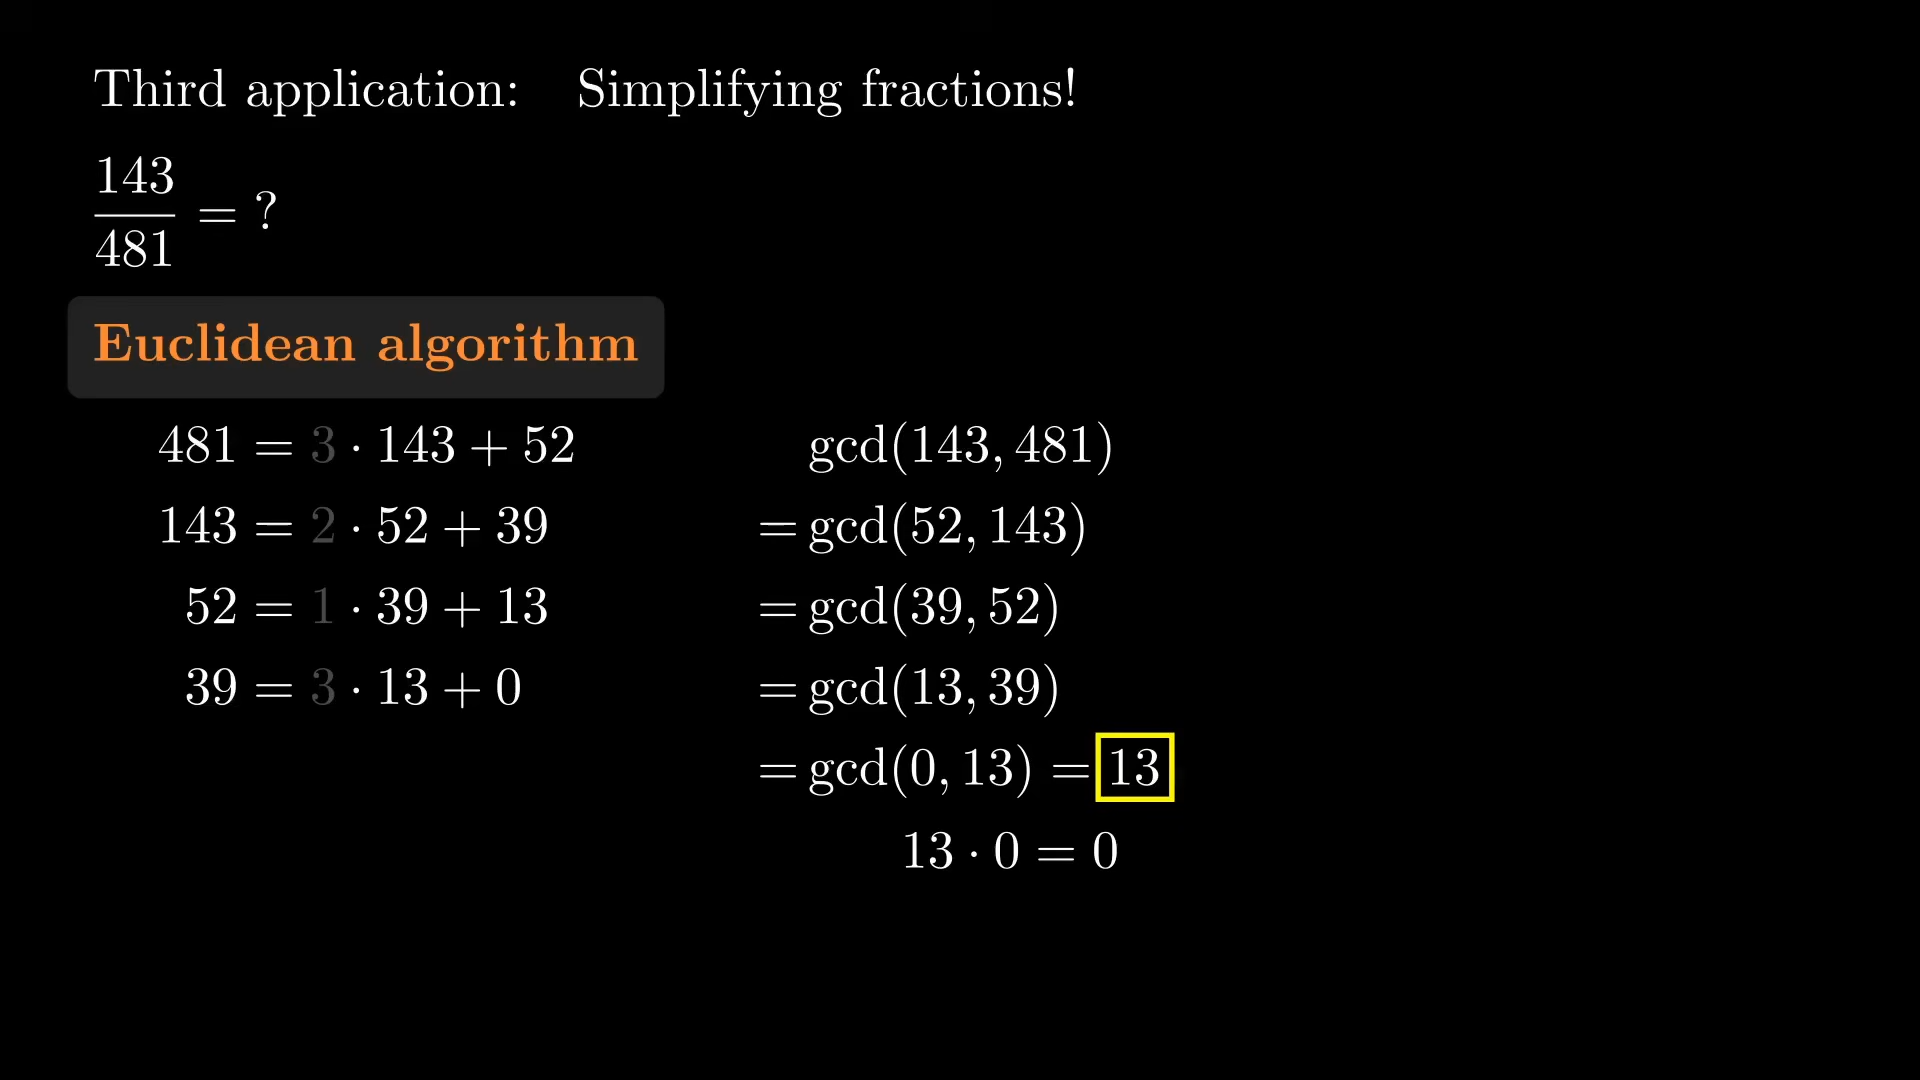 Third application: Simplifying fractions!
143
481
= ?
Euclidean algorithm
481 = 3 · 143 + 52 gcd(143, 481)
143 = 2 · 52 + 39 = gcd(52, 143)
52 = 1 · 39 + 13 = gcd(39, 52)
39 = 3 · 13 + 0 = gcd(13, 39)
= gcd(0, 13) = 13
13 · 0 = 0